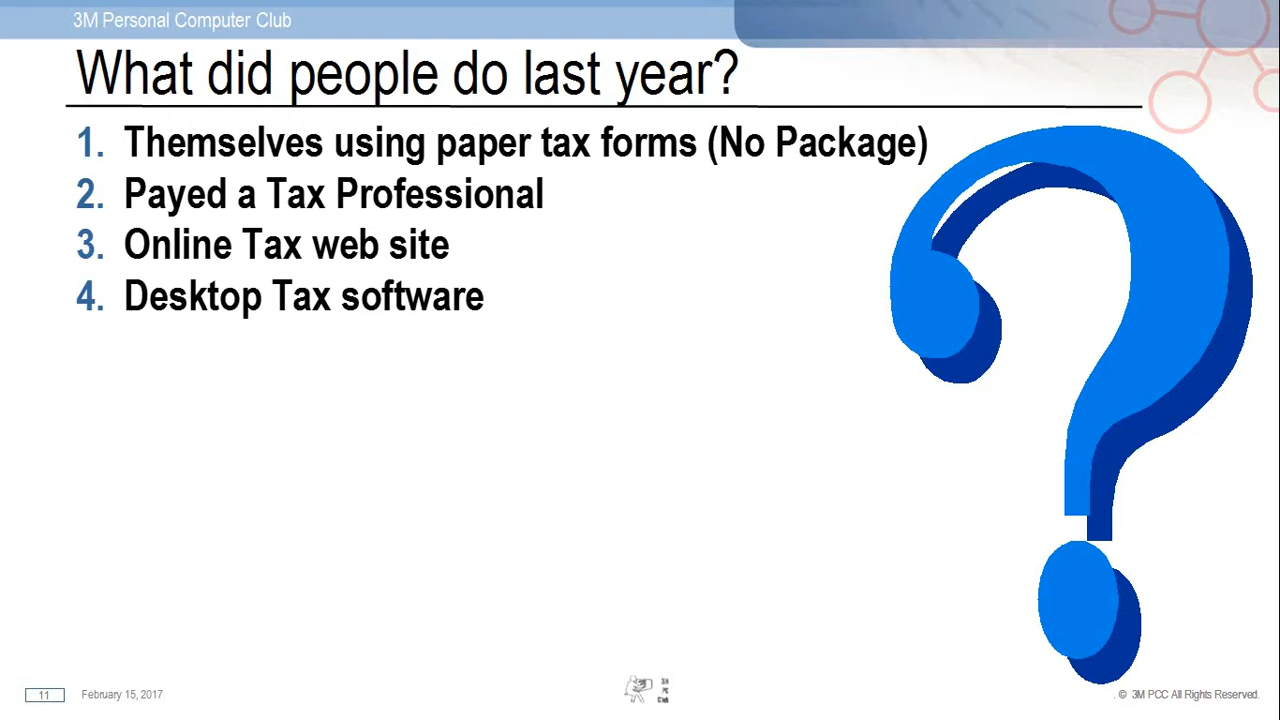 3M Personal Computer Club
What did people do last year?
1. Themselves using paper tax forms (No Package)
2. Payed a Tax Professional
3. Online Tax web site
4. Desktop Tax software
11 February 15, 2017
. © 3M PCC All Rights Reserved.